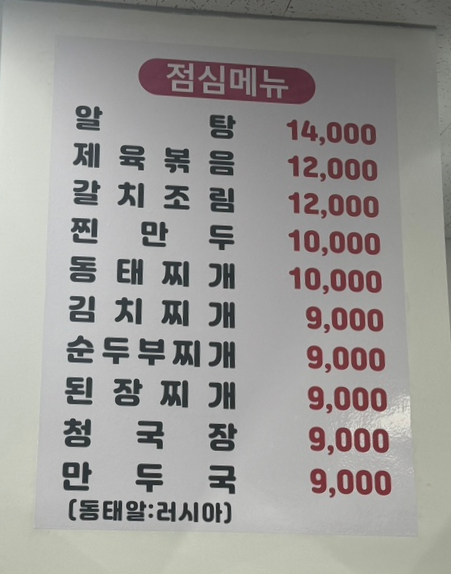 점심메뉴
알탕 14,000
제육볶음 12,000
갈치조림 12,000
찐만두 10,000
동태찌개 10,000
김치찌개 9,000
순두부찌개 9,000
된장찌개 9,000
청국장 9,000
만두국 9,000
(동태알:러시아)